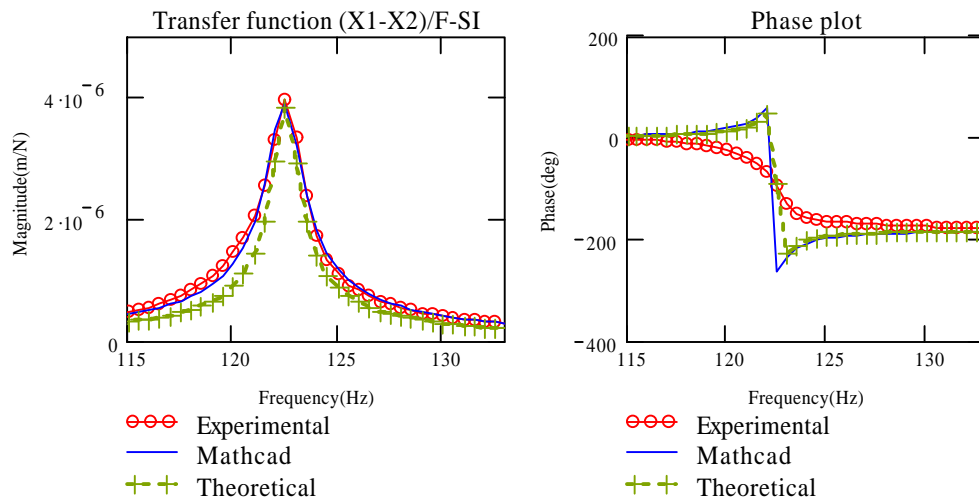 Transfer function (X1-X2)/F-SI
Magnitude(m/N)
4·10⁻⁶
2·10⁻⁶
0
115 120 125 130
Frequency(Hz)
Experimental
Mathcad
Theoretical
Phase plot
Phase(deg)
200
0
−200
−400
115 120 125 130
Frequency(Hz)
Experimental
Mathcad
Theoretical